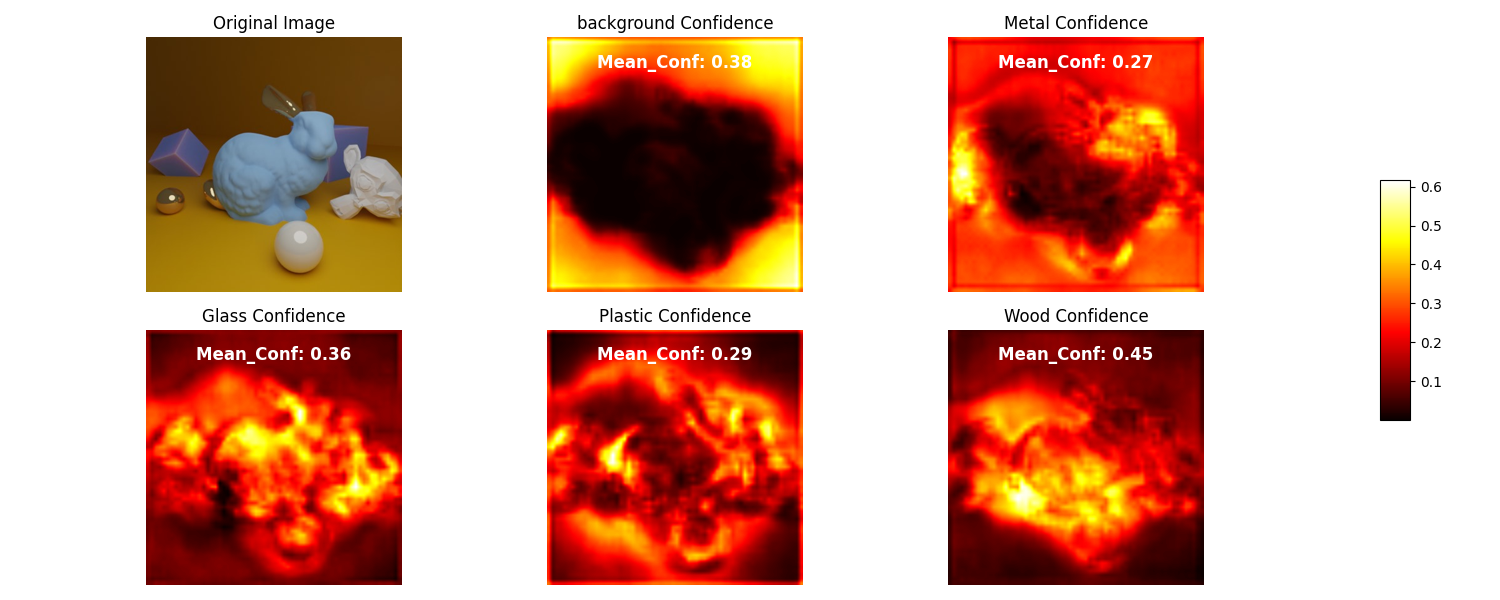 Original Image
background Confidence
Mean_Conf: 0.38
Metal Confidence
Mean_Conf: 0.27
Glass Confidence
Mean_Conf: 0.36
Plastic Confidence
Mean_Conf: 0.29
Wood Confidence
Mean_Conf: 0.45
0.6
0.5
0.4
0.3
0.2
0.1